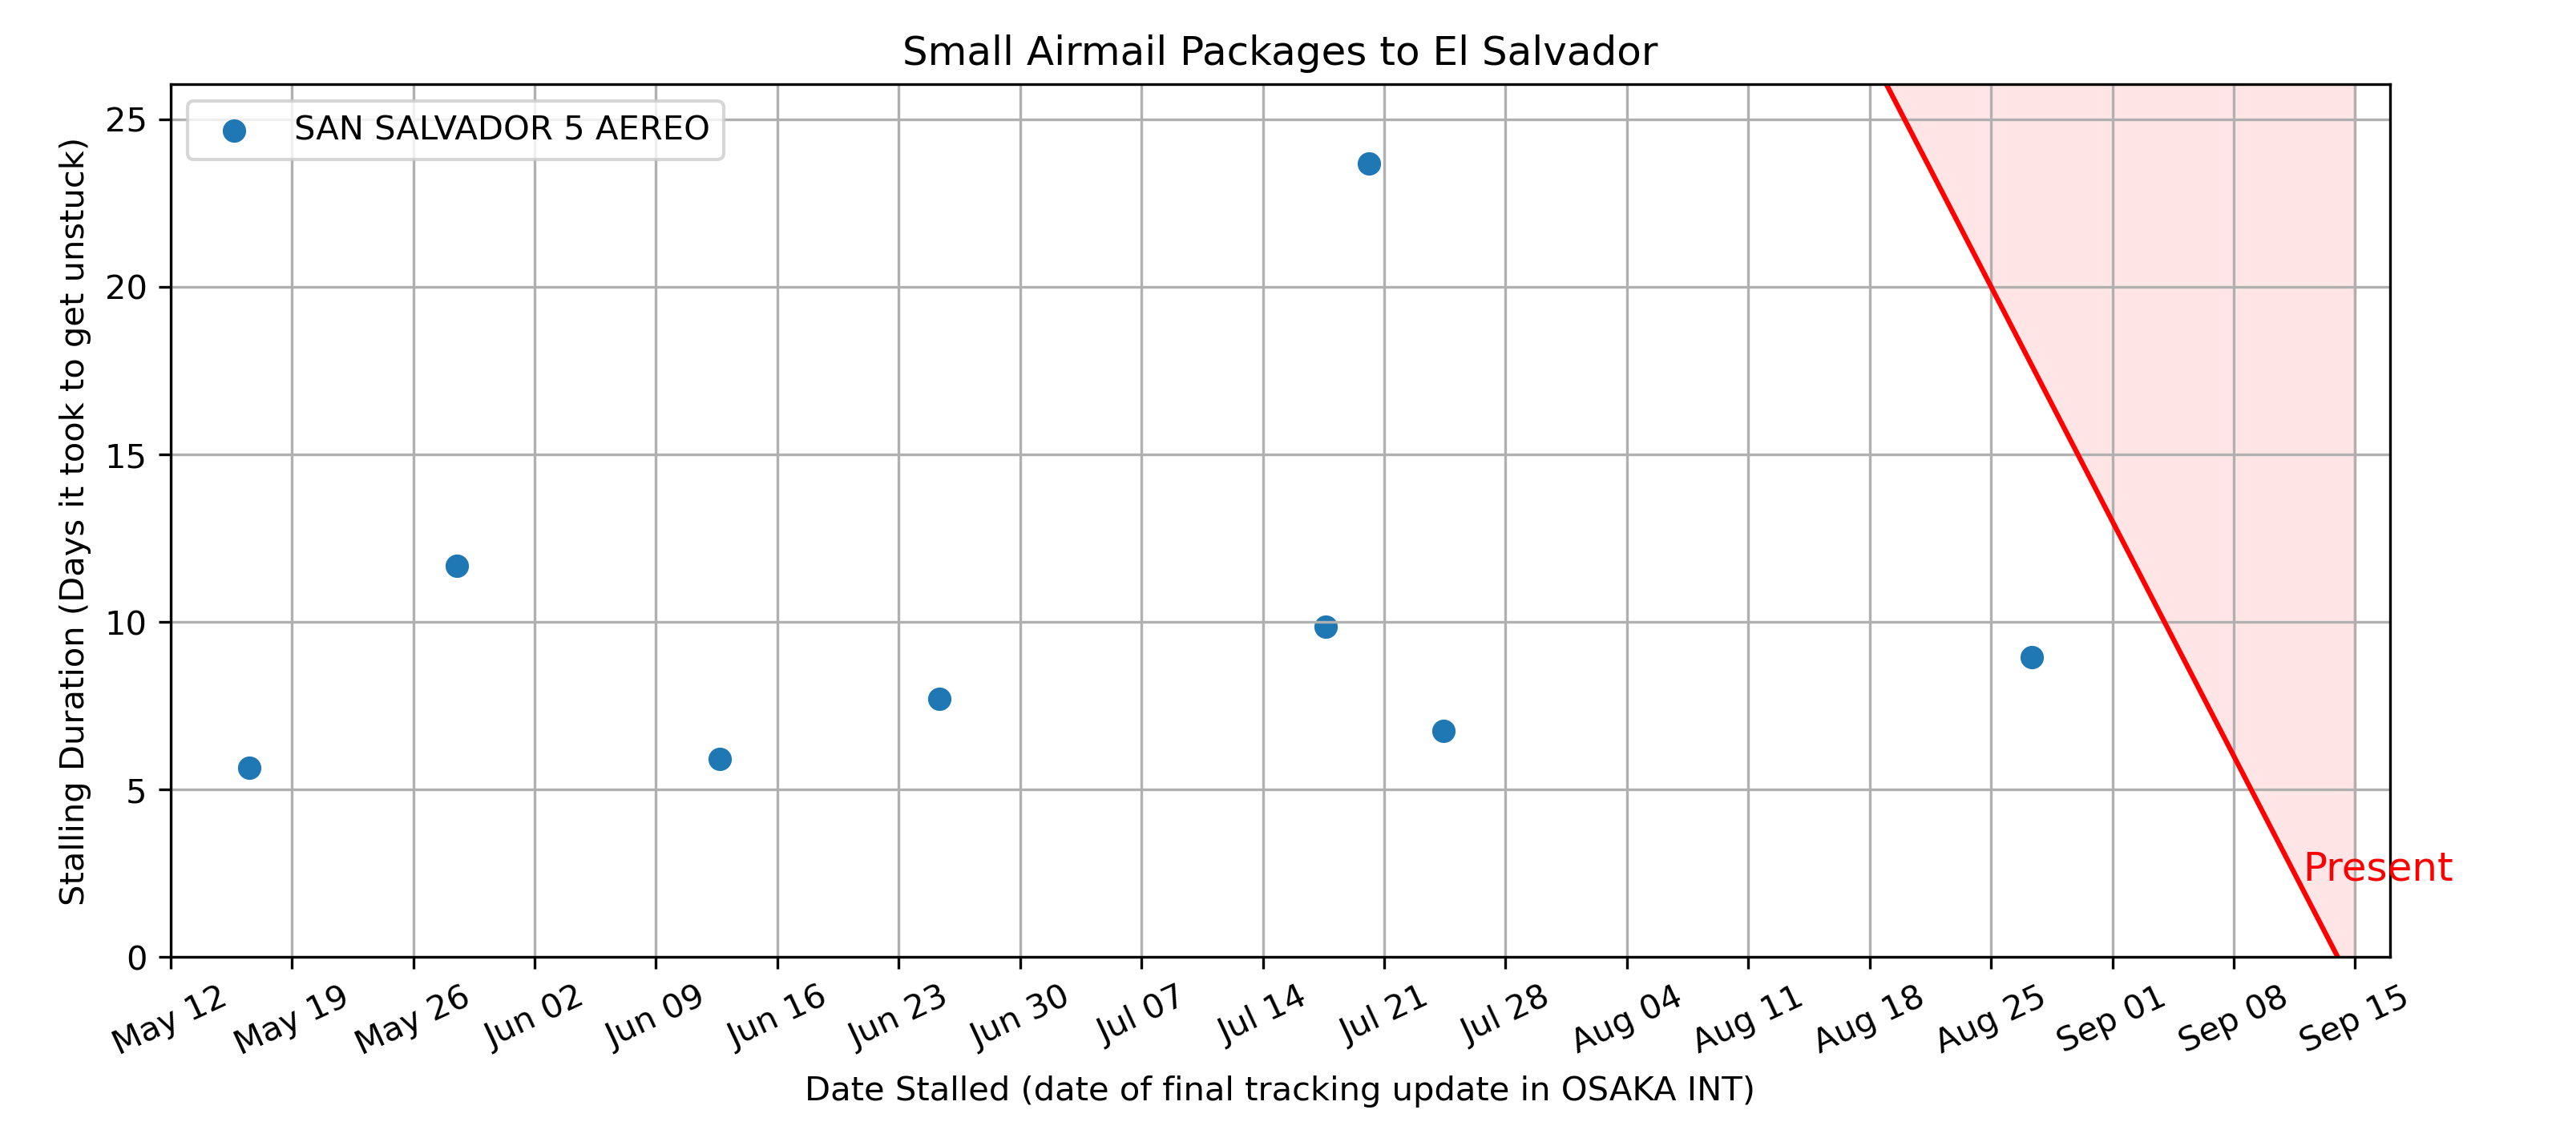 Small Airmail Packages to El Salvador
SAN SALVADOR 5 AEREO
Stalling Duration (Days it took to get unstuck)
25
20
15
10
5
0
Present
May 12
May 19
May 26
Jun 02
Jun 09
Jun 16
Jun 23
Jun 30
Jul 07
Jul 14
Jul 21
Jul 28
Aug 04
Aug 11
Aug 18
Aug 25
Sep 01
Sep 08
Sep 15
Date Stalled (date of final tracking update in OSAKA INT)